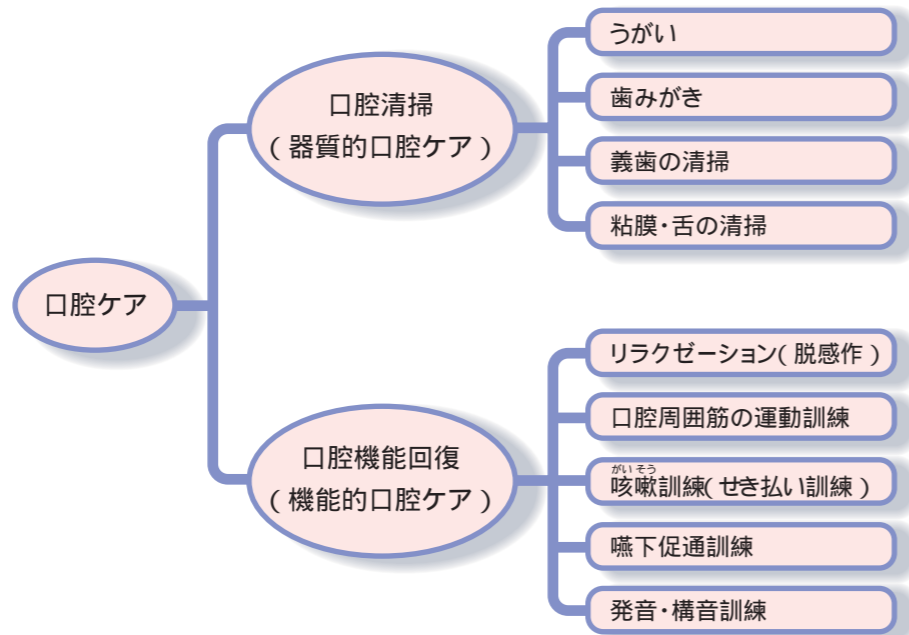 口腔ケア
口腔清掃
(器質的口腔ケア)
うがい
歯みがき
義歯の清掃
粘膜・舌の清掃
口腔機能回復
(機能的口腔ケア)
リラクゼーション(脱感作)
口腔周囲筋の運動訓練
がいそう
咳嗽訓練(せき払い訓練)
嚥下促通訓練
発音・構音訓練